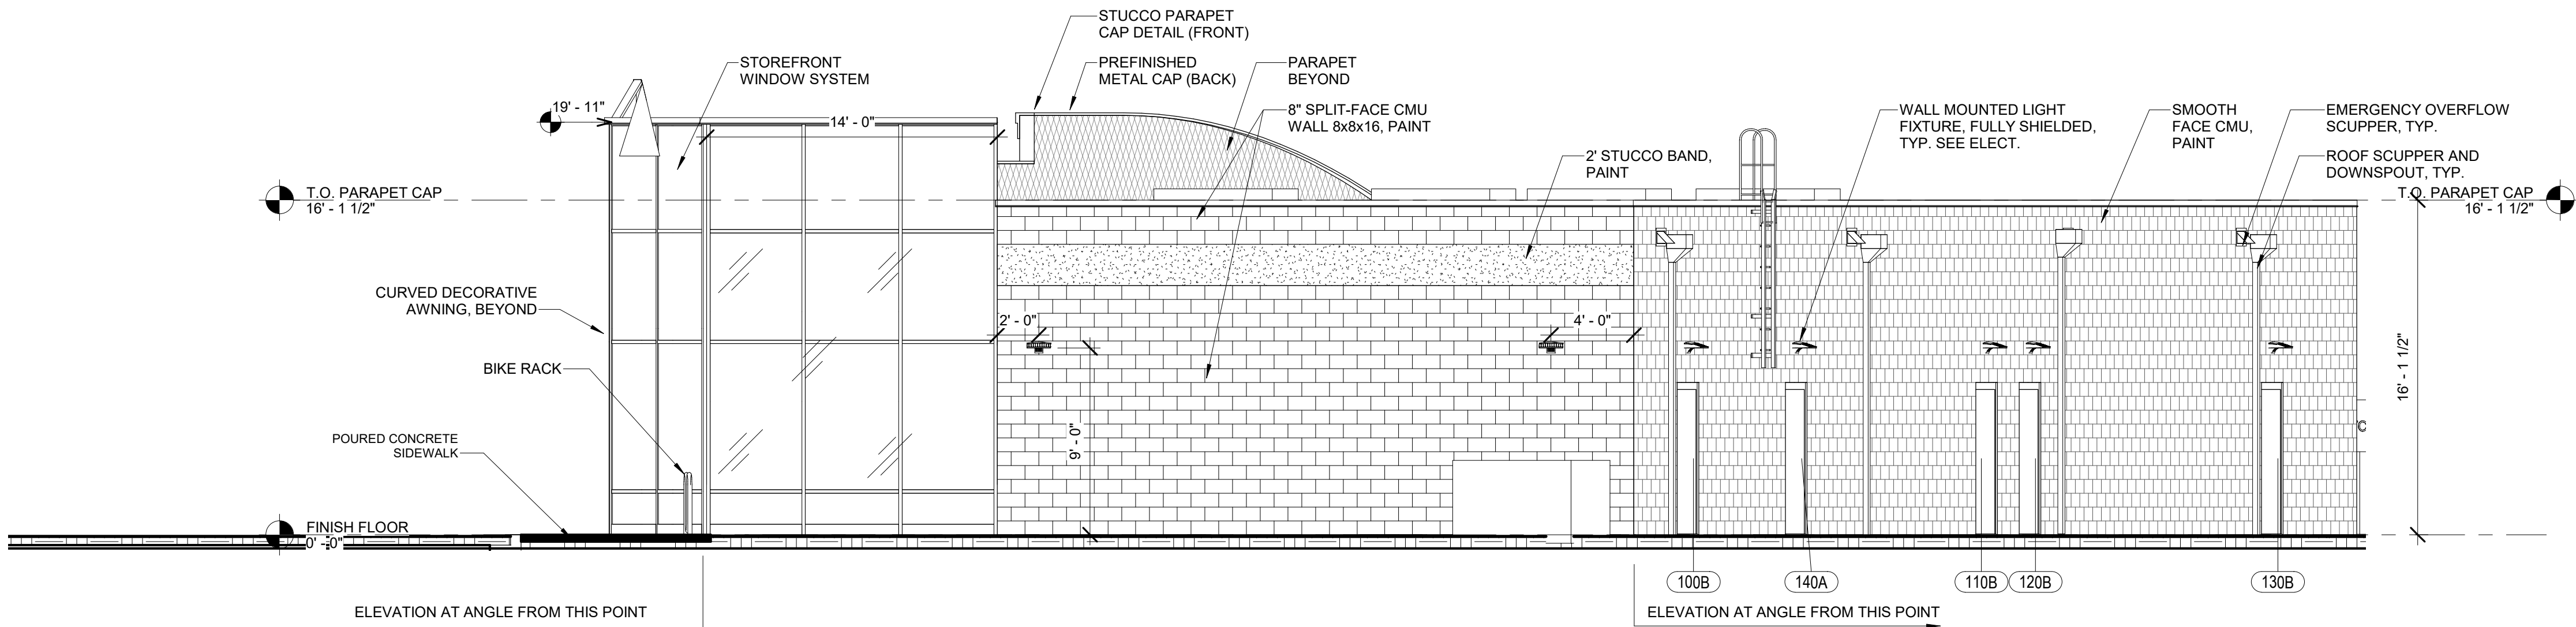 STUCCO PARAPET
CAP DETAIL (FRONT)
STOREFRONT
WINDOW SYSTEM
PREFINISHED
METAL CAP (BACK)
PARAPET
BEYOND
19' - 11"
14' - 0"
8" SPLIT-FACE CMU
WALL 8x8x16, PAINT
WALL MOUNTED LIGHT
FIXTURE, FULLY SHIELDED,
TYP. SEE ELECT.
SMOOTH
FACE CMU,
PAINT
EMERGENCY OVERFLOW
SCUPPER, TYP.
2' STUCCO BAND,
PAINT
ROOF SCUPPER AND
DOWNSPOUT, TYP.
T.O. PARAPET CAP
16' - 1 1/2"
T.O. PARAPET CAP
16' - 1 1/2"
CURVED DECORATIVE
AWNING, BEYOND
2' - 0"
4' - 0"
BIKE RACK
16' - 1 1/2"
9' - 0"
POURED CONCRETE
SIDEWALK
FINISH FLOOR
0' - 0"
100B
140A
110B
120B
130B
ELEVATION AT ANGLE FROM THIS POINT
ELEVATION AT ANGLE FROM THIS POINT